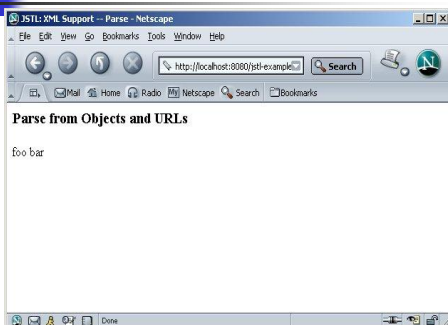 JSTL: XML Support -- Parse - Netscape
File Edit View Go Bookmarks Tools Window Help
http://localhost:8080/jstl-example
Search
N
Mail Home Radio My Netscape Search Bookmarks
Parse from Objects and URLs
foo bar
Done